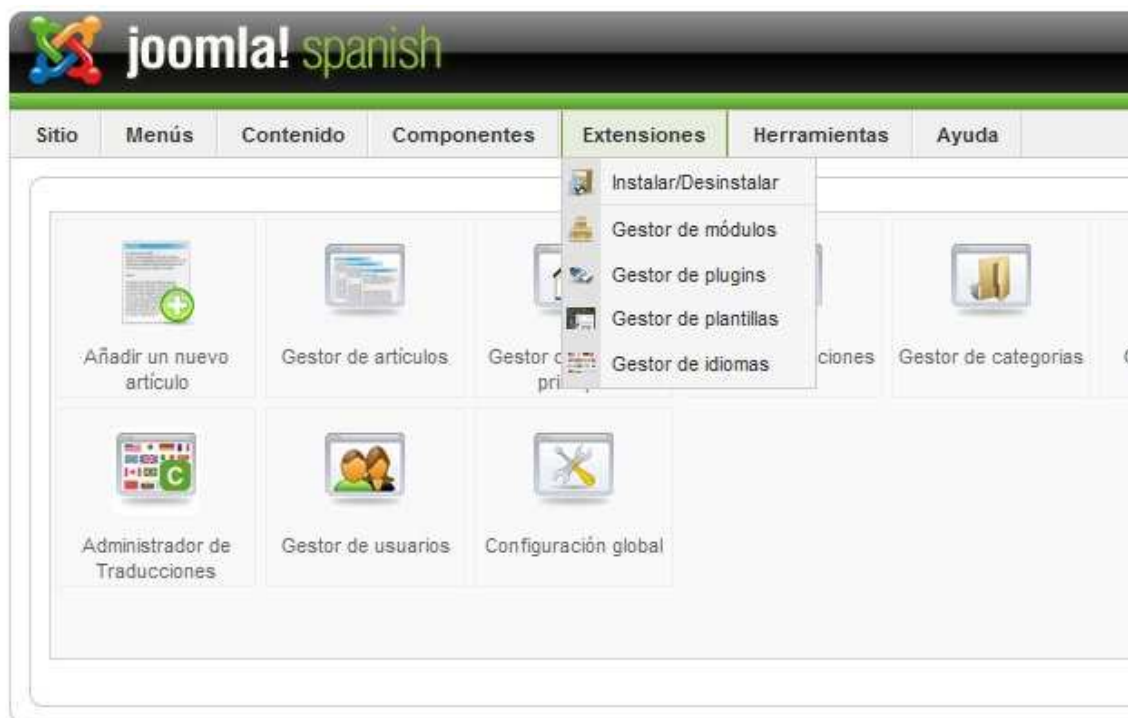 joomla! spanish
Sitio Menús Contenido Componentes Extensiones Herramientas Ayuda
Instalar/Desinstalar
Gestor de módulos
Gestor de plugins
Gestor de plantillas
Gestor de idiomas
Añadir un nuevo
artículo
Gestor de artículos
Gestor
Gestor de categorias
Administrador de
Traducciones
Gestor de usuarios
Configuración global